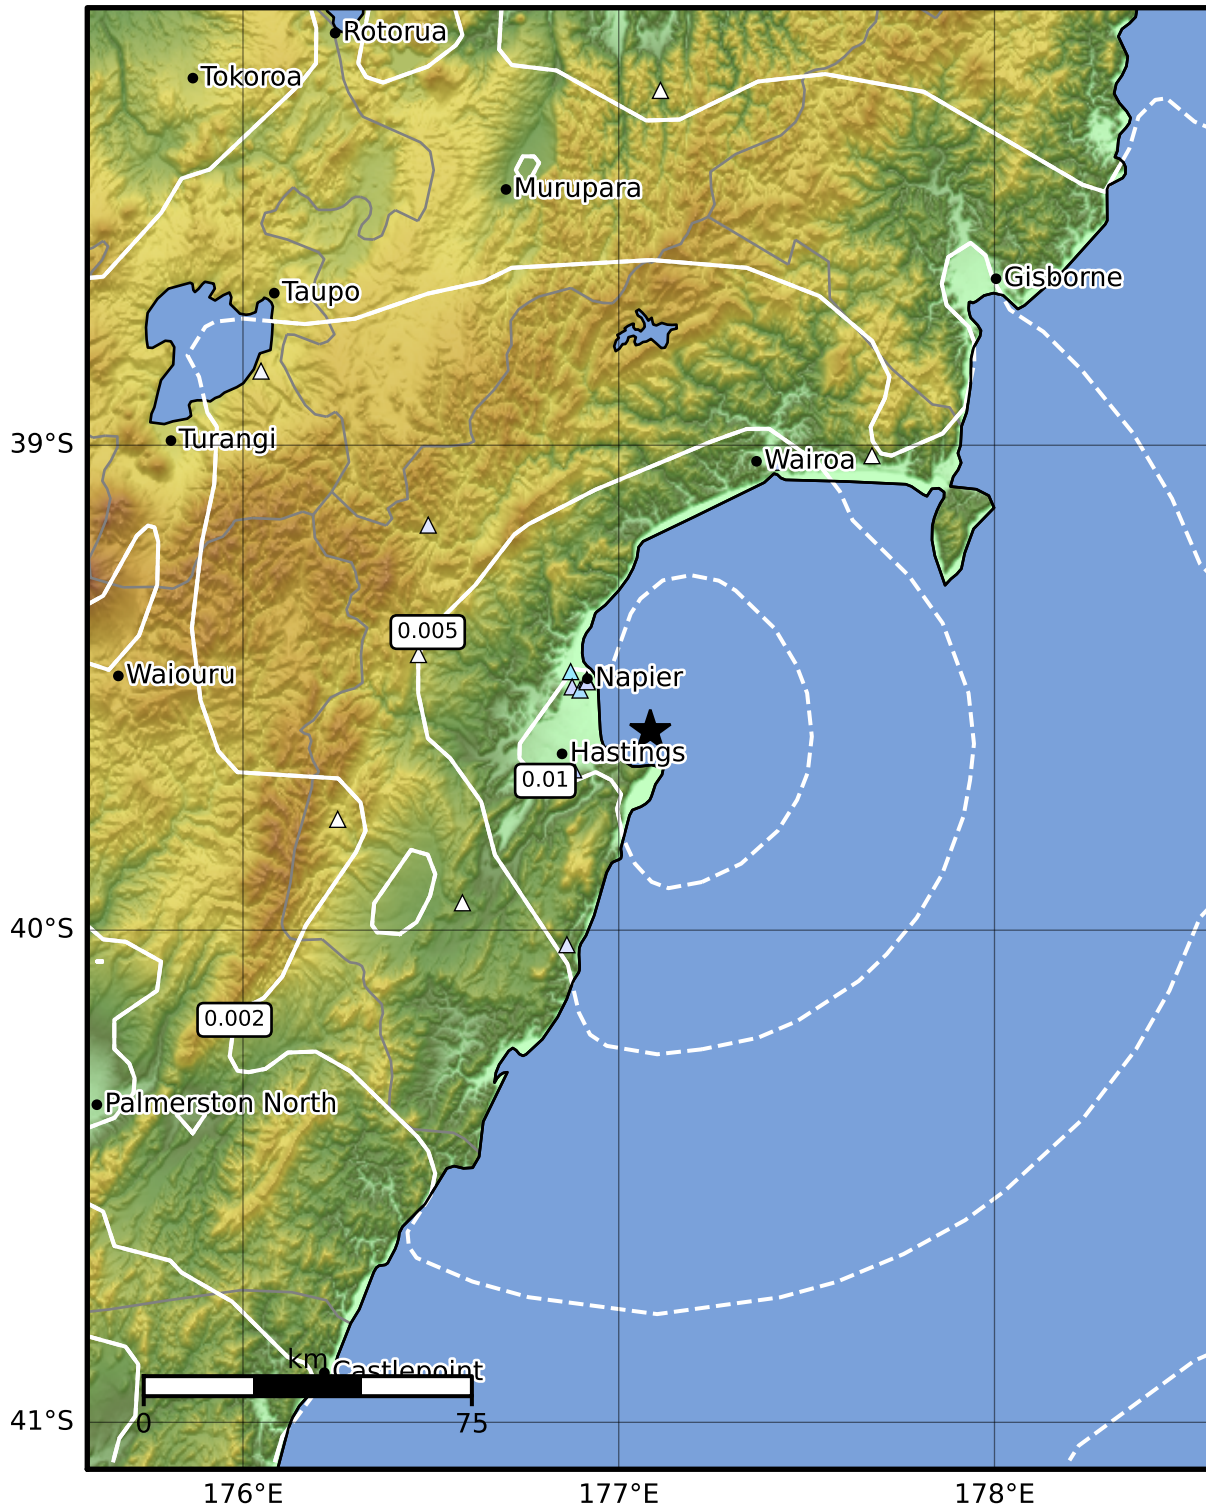 Rotorua
Tokoroa
Murupara
Gisborne
Taupo
39°S
Turangi
Wairoa
0.005
Waiouru
Napier
Hastings
0.01
40°S
0.002
Palmerston North
km
Castlepoint
0
75
41°S
176°E
177°E
178°E